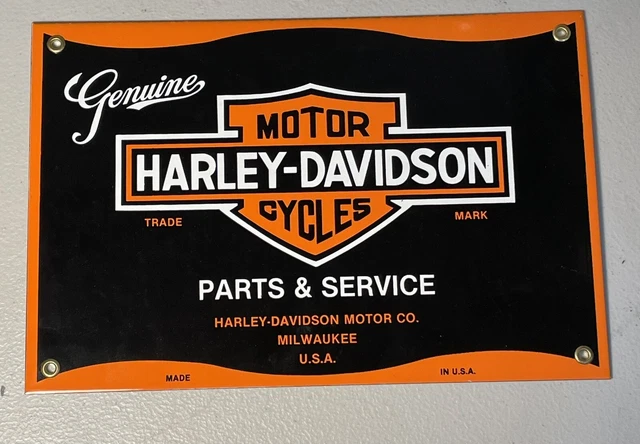 Genuine
MOTOR
HARLEY-DAVIDSON
CYCLES
TRADE MARK
PARTS & SERVICE
HARLEY-DAVIDSON MOTOR CO.
MILWAUKEE
U.S.A.
MADE IN U.S.A.